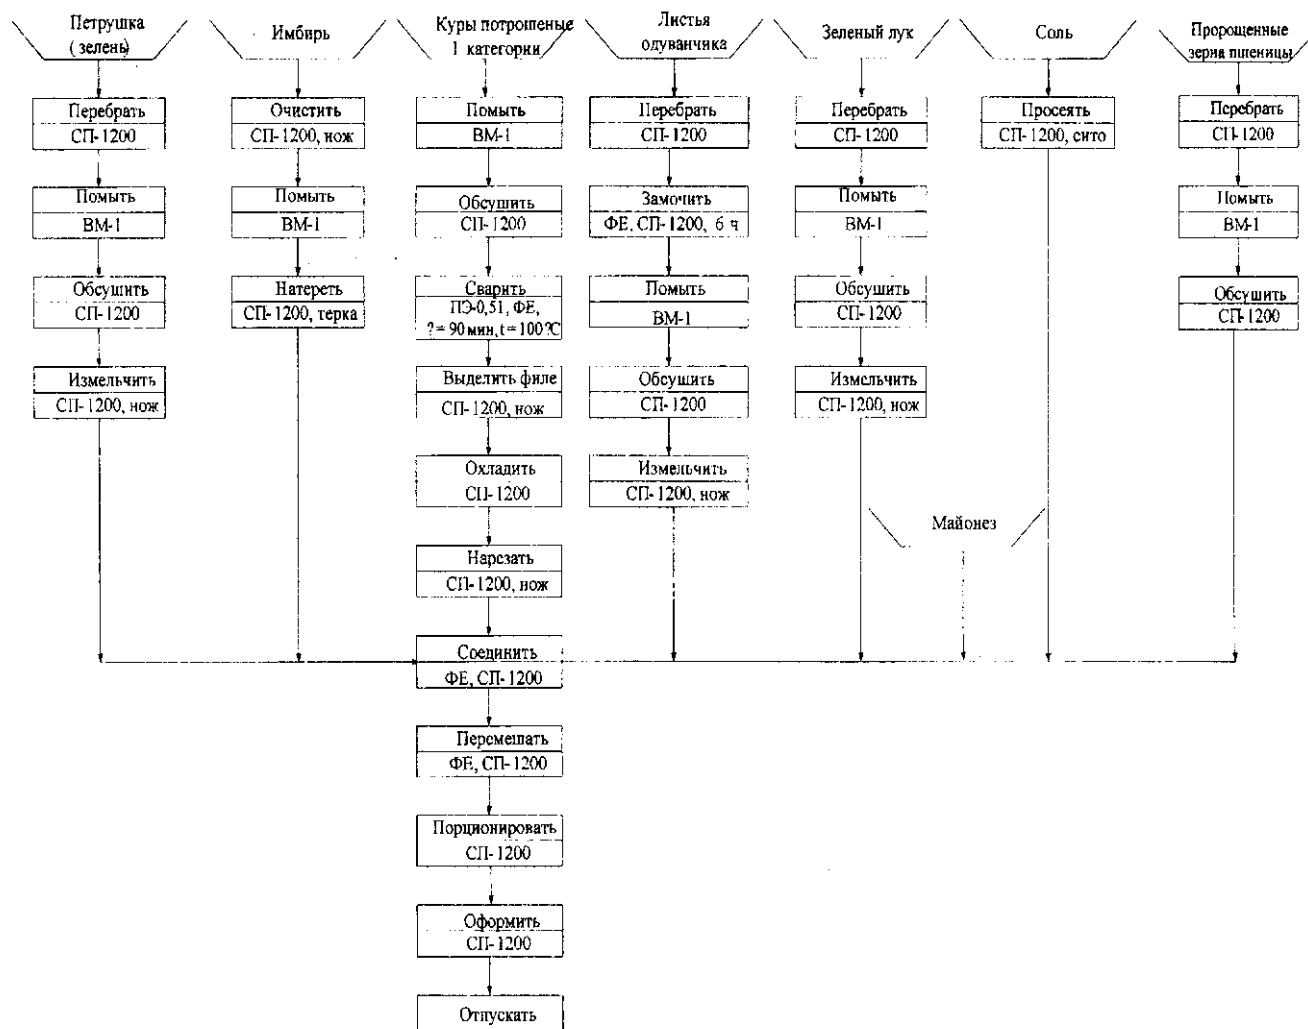 Петрушка
( зелень)
Имбирь
Куры потрошеные
1 категории
Листья
одуванчика
Зеленый лук
Соль
Пророщенные
зерна пшеницы
Перебрать
СП-1200
Очистить
СП-1200, нож
Помыть
ВМ-1
Перебрать
СП-1200
Перебрать
СП-1200
Просеять
СП-1200, сито
Перебрать
СП-1200
Помыть
ВМ-1
Помыть
ВМ-1
Обсушить
СП-1200
Замочить
ФЕ, СП-1200, 6 ч
Помыть
ВМ-1
Помыть
ВМ-1
Обсушить
СП-1200
Натереть
СП-1200, терка
Сварить
ПЭ-0,51, ФЕ,
?= 90 мин, t = 100?С
Помыть
ВМ-1
Обсушить
СП-1200
Обсушить
СП-1200
Измельчить
СП-1200, нож
Выделить филе
СП-1200, нож
Обсушить
СП-1200
Измельчить
СП-1200, нож
Охладить
СП-1200
Измельчить
СП-1200, нож
Майонез
Нарезать
СП-1200, нож
Соединить
ФЕ, СП-1200
Перемешать
ФЕ, СП-1200
Порционировать
СП-1200
Оформить
СП-1200
Отпускать